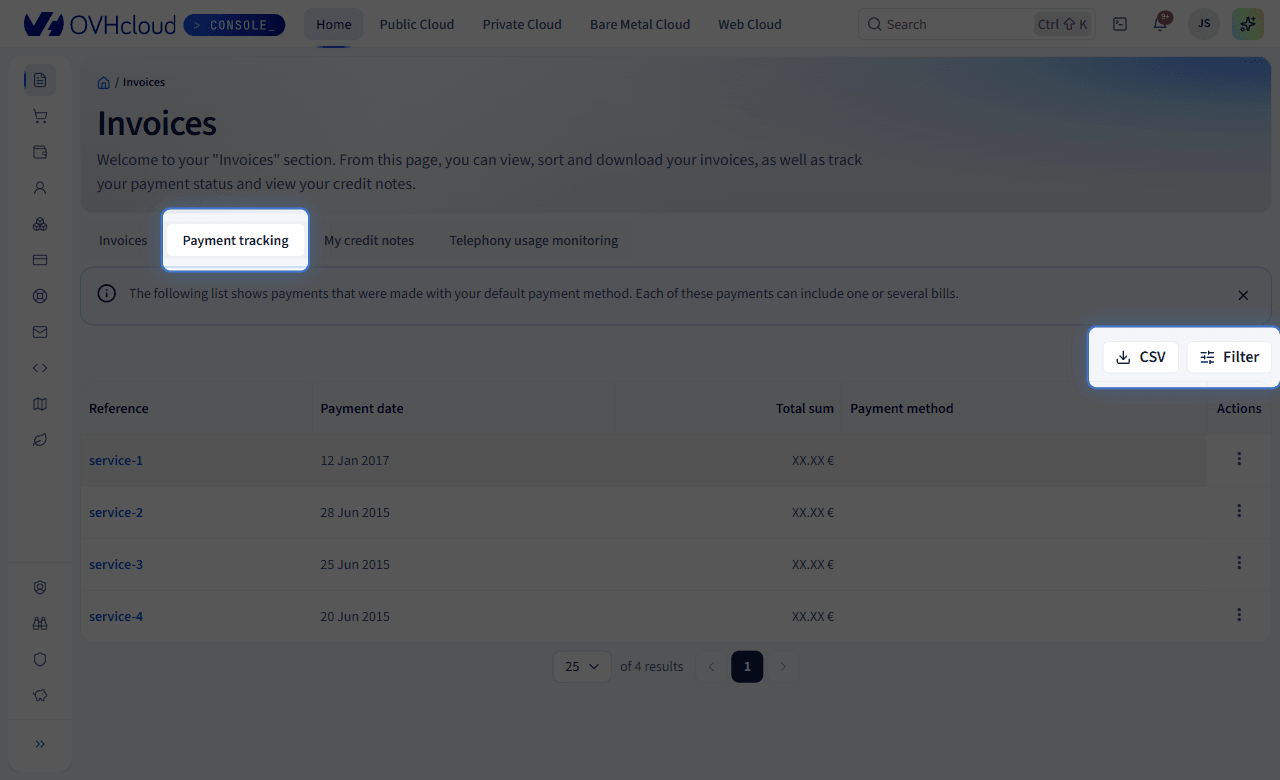 OVHcloud > CONSOLE_ Home Public Cloud Private Cloud Bare Metal Cloud Web Cloud Search Ctrl ⇧ K 9+ JS
/ Invoices
Invoices
Welcome to your "Invoices" section. From this page, you can view, sort and download your invoices, as well as track
your payment status and view your credit notes.
Invoices Payment tracking My credit notes Telephony usage monitoring
The following list shows payments that were made with your default payment method. Each of these payments can include one or several bills.
CSV Filter
Reference Payment date Total sum Payment method Actions
service-1 12 Jan 2017 XX.XX €
service-2 28 Jun 2015 XX.XX €
service-3 25 Jun 2015 XX.XX €
service-4 20 Jun 2015 XX.XX €
25 of 4 results 1